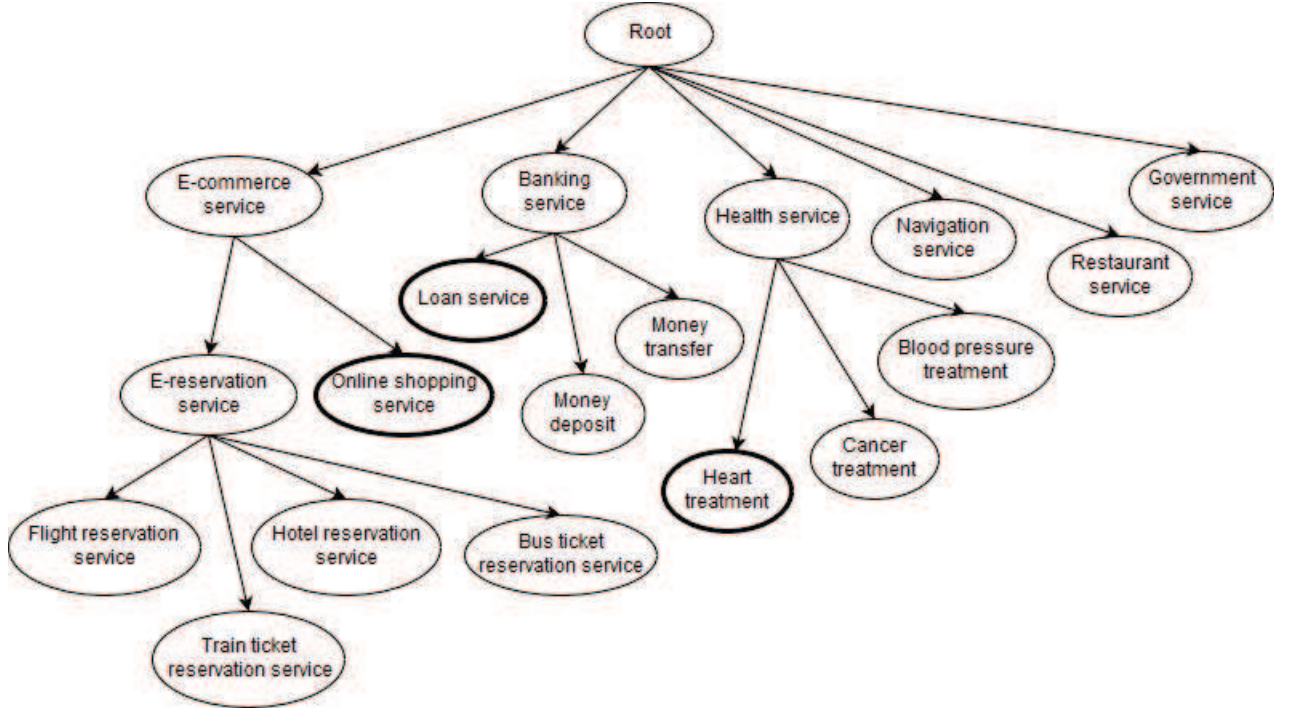 Root
E-commerce
service
Banking
service
Health service
Navigation
service
Restaurant
service
Government
service
Loan service
Money
transfer
Money
deposit
Blood pressure
treatment
Cancer
treatment
Heart
treatment
E-reservation
service
Online shopping
service
Flight reservation
service
Hotel reservation
service
Bus ticket
reservation service
Train ticket
reservation service